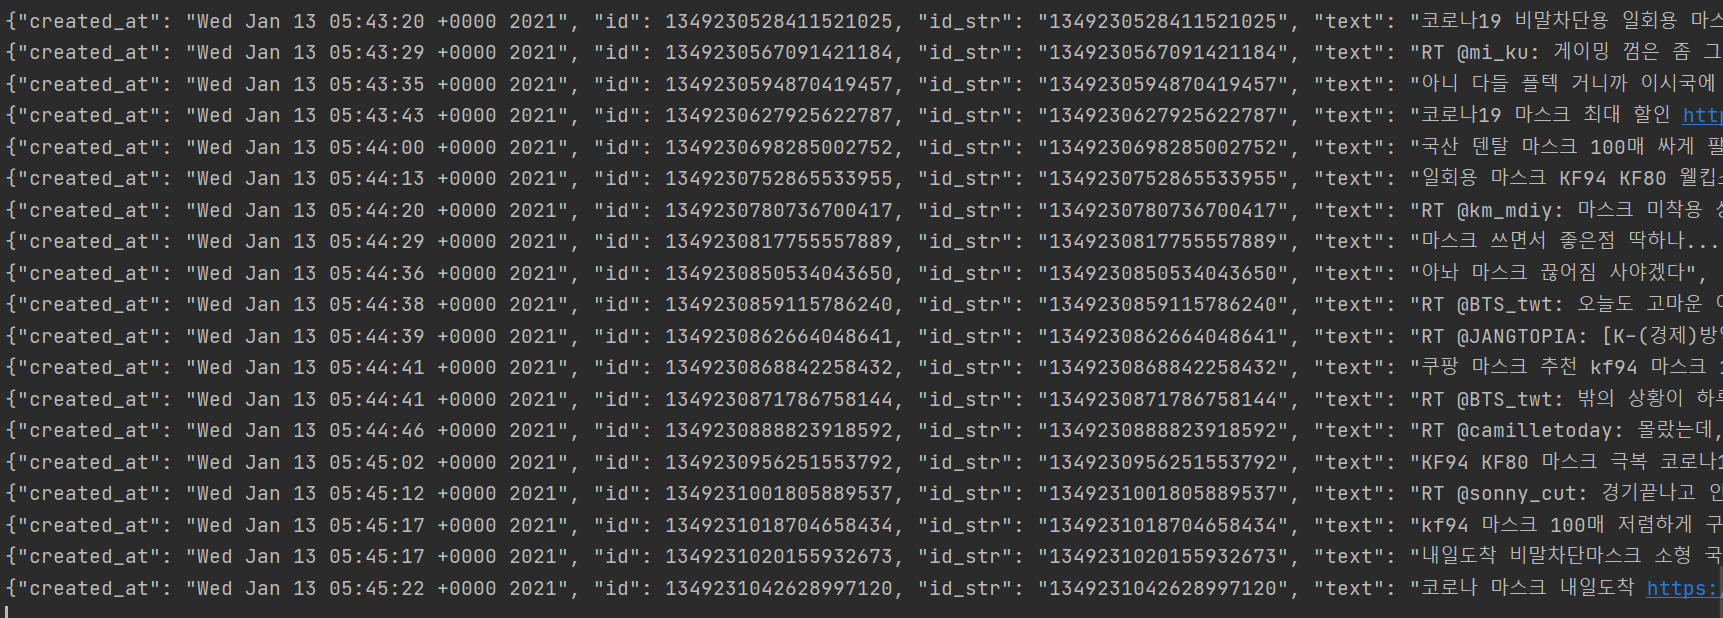 {"created_at": "Wed Jan 13 05:43:20 +0000 2021", "id": 1349230528411521025, "id_str": "1349230528411521025", "text": "코로나19 비말차단용 일회용 마스
{"created_at": "Wed Jan 13 05:43:29 +0000 2021", "id": 1349230567091421184, "id_str": "1349230567091421184", "text": "RT @mi_ku: 게이밍 껌은 좀 그
{"created_at": "Wed Jan 13 05:43:35 +0000 2021", "id": 1349230594870419457, "id_str": "1349230594870419457", "text": "아니 다들 플텍 거니까 이시국에
{"created_at": "Wed Jan 13 05:43:43 +0000 2021", "id": 1349230627925622787, "id_str": "1349230627925622787", "text": "코로나19 마스크 최대 할인 http
{"created_at": "Wed Jan 13 05:44:00 +0000 2021", "id": 1349230698285002752, "id_str": "1349230698285002752", "text": "국산 덴탈 마스크 100매 싸게 팔
{"created_at": "Wed Jan 13 05:44:13 +0000 2021", "id": 1349230752865533955, "id_str": "1349230752865533955", "text": "일회용 마스크 KF94 KF80 웰킵스
{"created_at": "Wed Jan 13 05:44:20 +0000 2021", "id": 1349230780736700417, "id_str": "1349230780736700417", "text": "RT @km_mdiy: 마스크 미착용
{"created_at": "Wed Jan 13 05:44:29 +0000 2021", "id": 1349230817755557889, "id_str": "1349230817755557889", "text": "마스크 쓰면서 좋은점 딱하나...
{"created_at": "Wed Jan 13 05:44:36 +0000 2021", "id": 1349230850534043650, "id_str": "1349230850534043650", "text": "아놔 마스크 끊어짐 사야겠다",
{"created_at": "Wed Jan 13 05:44:38 +0000 2021", "id": 1349230859115786240, "id_str": "1349230859115786240", "text": "RT @BTS_twt: 오늘도 고마운
{"created_at": "Wed Jan 13 05:44:39 +0000 2021", "id": 1349230862664048641, "id_str": "1349230862664048641", "text": "RT @JANGTOPIA: [K-(경제)방역
{"created_at": "Wed Jan 13 05:44:41 +0000 2021", "id": 1349230868842258432, "id_str": "1349230868842258432", "text": "쿠팡 마스크 추천 kf94 마스크 1
{"created_at": "Wed Jan 13 05:44:41 +0000 2021", "id": 1349230871786758144, "id_str": "1349230871786758144", "text": "RT @BTS_twt: 밖의 상황이 하루
{"created_at": "Wed Jan 13 05:44:46 +0000 2021", "id": 1349230888823918592, "id_str": "1349230888823918592", "text": "RT @camilletoday: 몰랐는데,
{"created_at": "Wed Jan 13 05:45:02 +0000 2021", "id": 1349230956251553792, "id_str": "1349230956251553792", "text": "KF94 KF80 마스크 극복 코로나1
{"created_at": "Wed Jan 13 05:45:12 +0000 2021", "id": 1349231001805889537, "id_str": "1349231001805889537", "text": "RT @sonny_cut: 경기끝나고 인
{"created_at": "Wed Jan 13 05:45:17 +0000 2021", "id": 1349231018704658434, "id_str": "1349231018704658434", "text": "kf94 마스크 100매 저렴하게 구
{"created_at": "Wed Jan 13 05:45:17 +0000 2021", "id": 1349231020155932673, "id_str": "1349231020155932673", "text": "내일도착 비말차단마스크 소형 국
{"created_at": "Wed Jan 13 05:45:22 +0000 2021", "id": 1349231042628997120, "id_str": "1349231042628997120", "text": "코로나 마스크 내일도착 https: